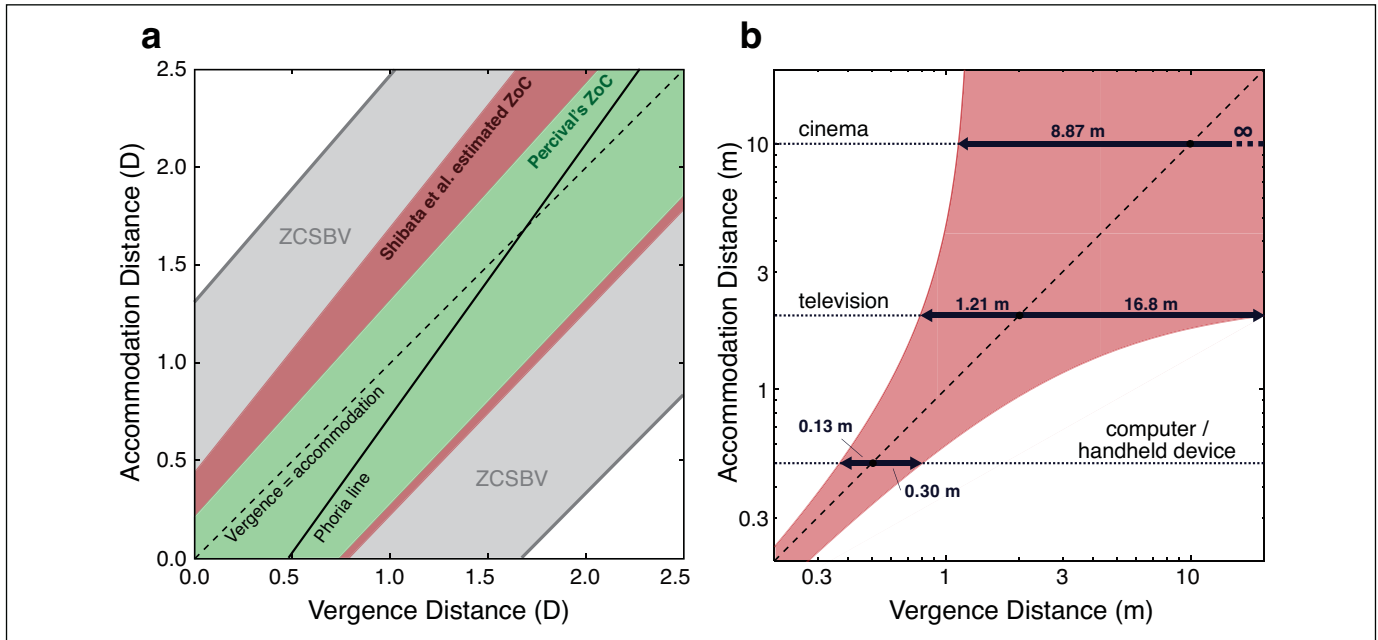 a
2.5
2.0
1.5
1.0
0.5
0.0
Accommodation Distance (D)
ZCSBV
Shibata et al. estimated ZoC
Percival's ZoC
Vergence = accommodation
Phoria line
ZCSBV
0.0
0.5
1.0
1.5
2.0
2.5
Vergence Distance (D)
b
Accommodation Distance (m)
10
3
1
0.3
cinema
8.87 m
∞
television
1.21 m
16.8 m
0.13 m
computer /
handheld device
0.30 m
0.3
1
3
10
Vergence Distance (m)